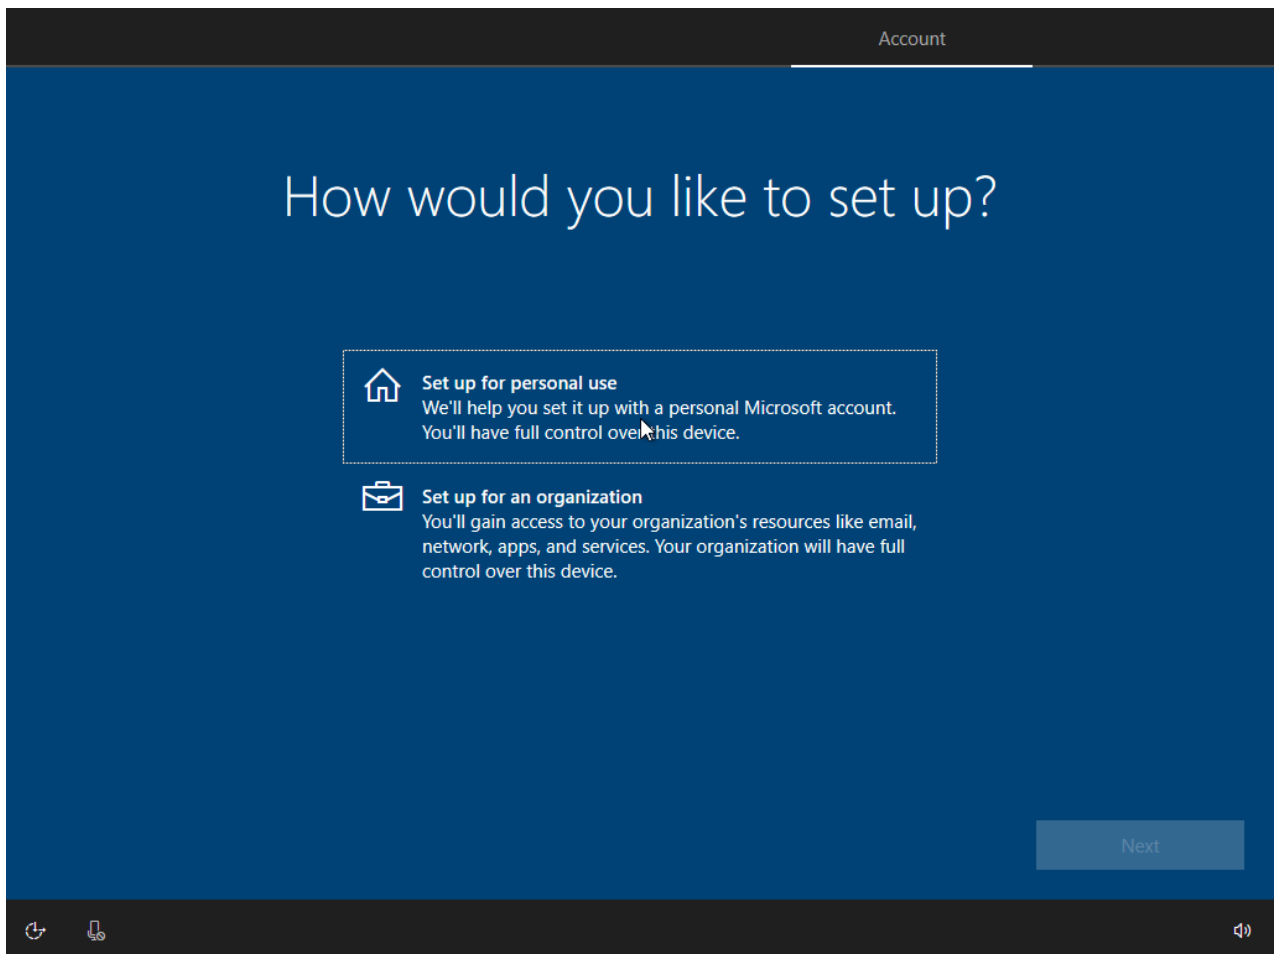 Account
How would you like to set up?
Set up for personal use
We'll help you set it up with a personal Microsoft account.
You'll have full control over this device.
Set up for an organization
You'll gain access to your organization's resources like email,
network, apps, and services. Your organization will have full
control over this device.
Next